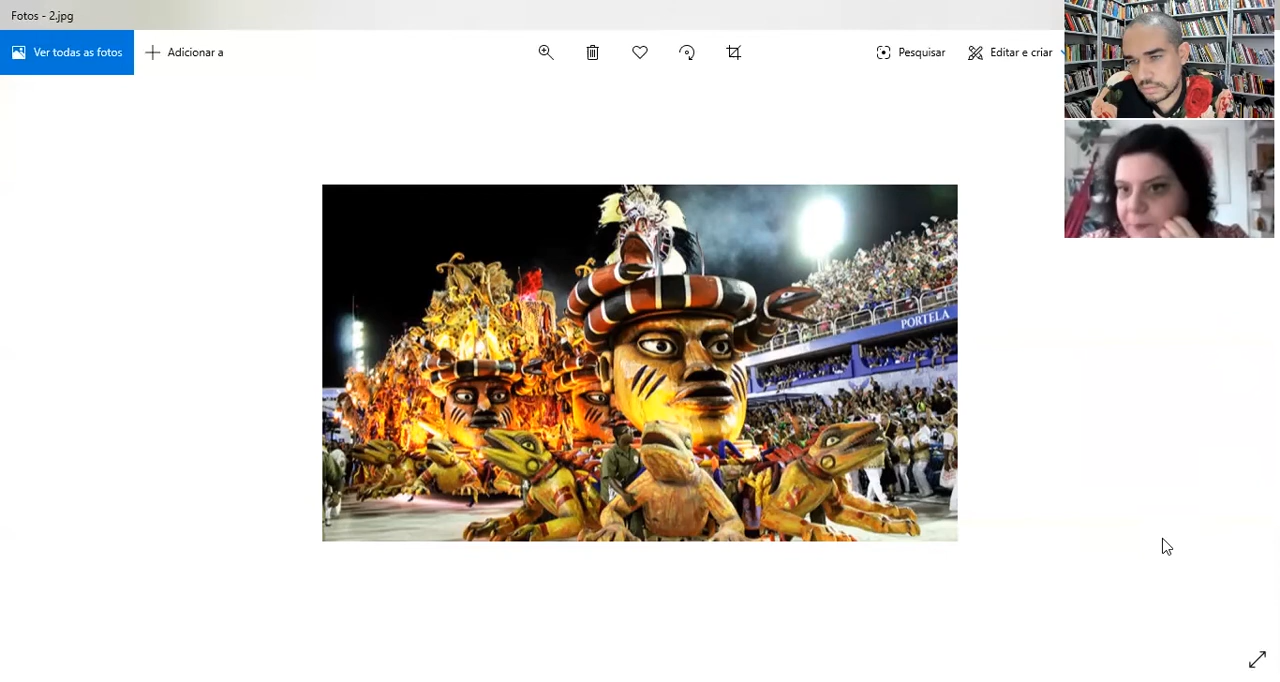 Fotos - 2.jpg
Ver todas as fotos
Adicionar a
Pesquisar
Editar e criar
PORTELA